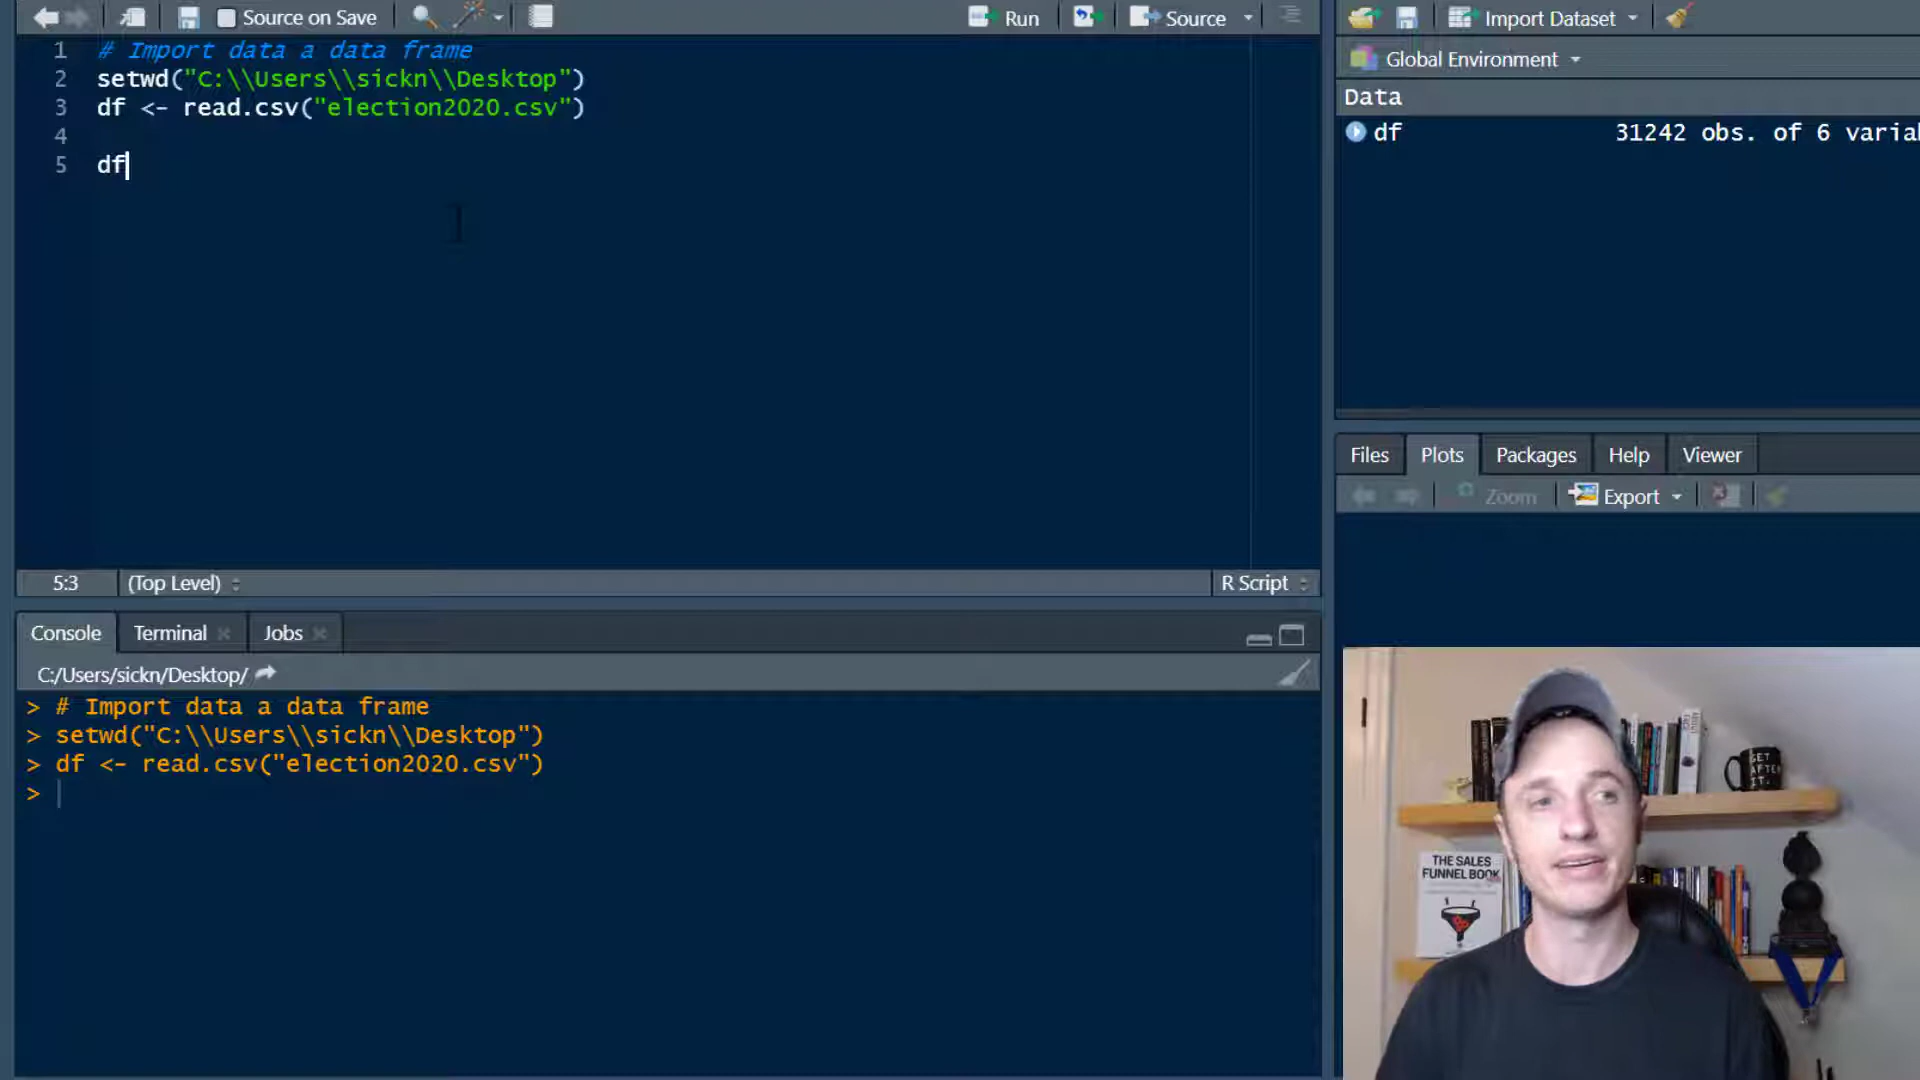 Source on Save
Run
Source
1 # Import data a data frame
2 setwd("C:\\Users\\sickn\\Desktop")
3 df <- read.csv("election2020.csv")
4
5 df
5:3
(Top Level)
R Script
Console
Terminal
Jobs
C:/Users/sickn/Desktop/
> # Import data a data frame
> setwd("C:\\Users\\sickn\\Desktop")
> df <- read.csv("election2020.csv")
>
Import Dataset
Global Environment
Data
df 31242 obs. of 6 varia
Files
Plots
Packages
Help
Viewer
Zoom
Export
GET
AFTER
IT.
THE SALES
FUNNEL BOOK